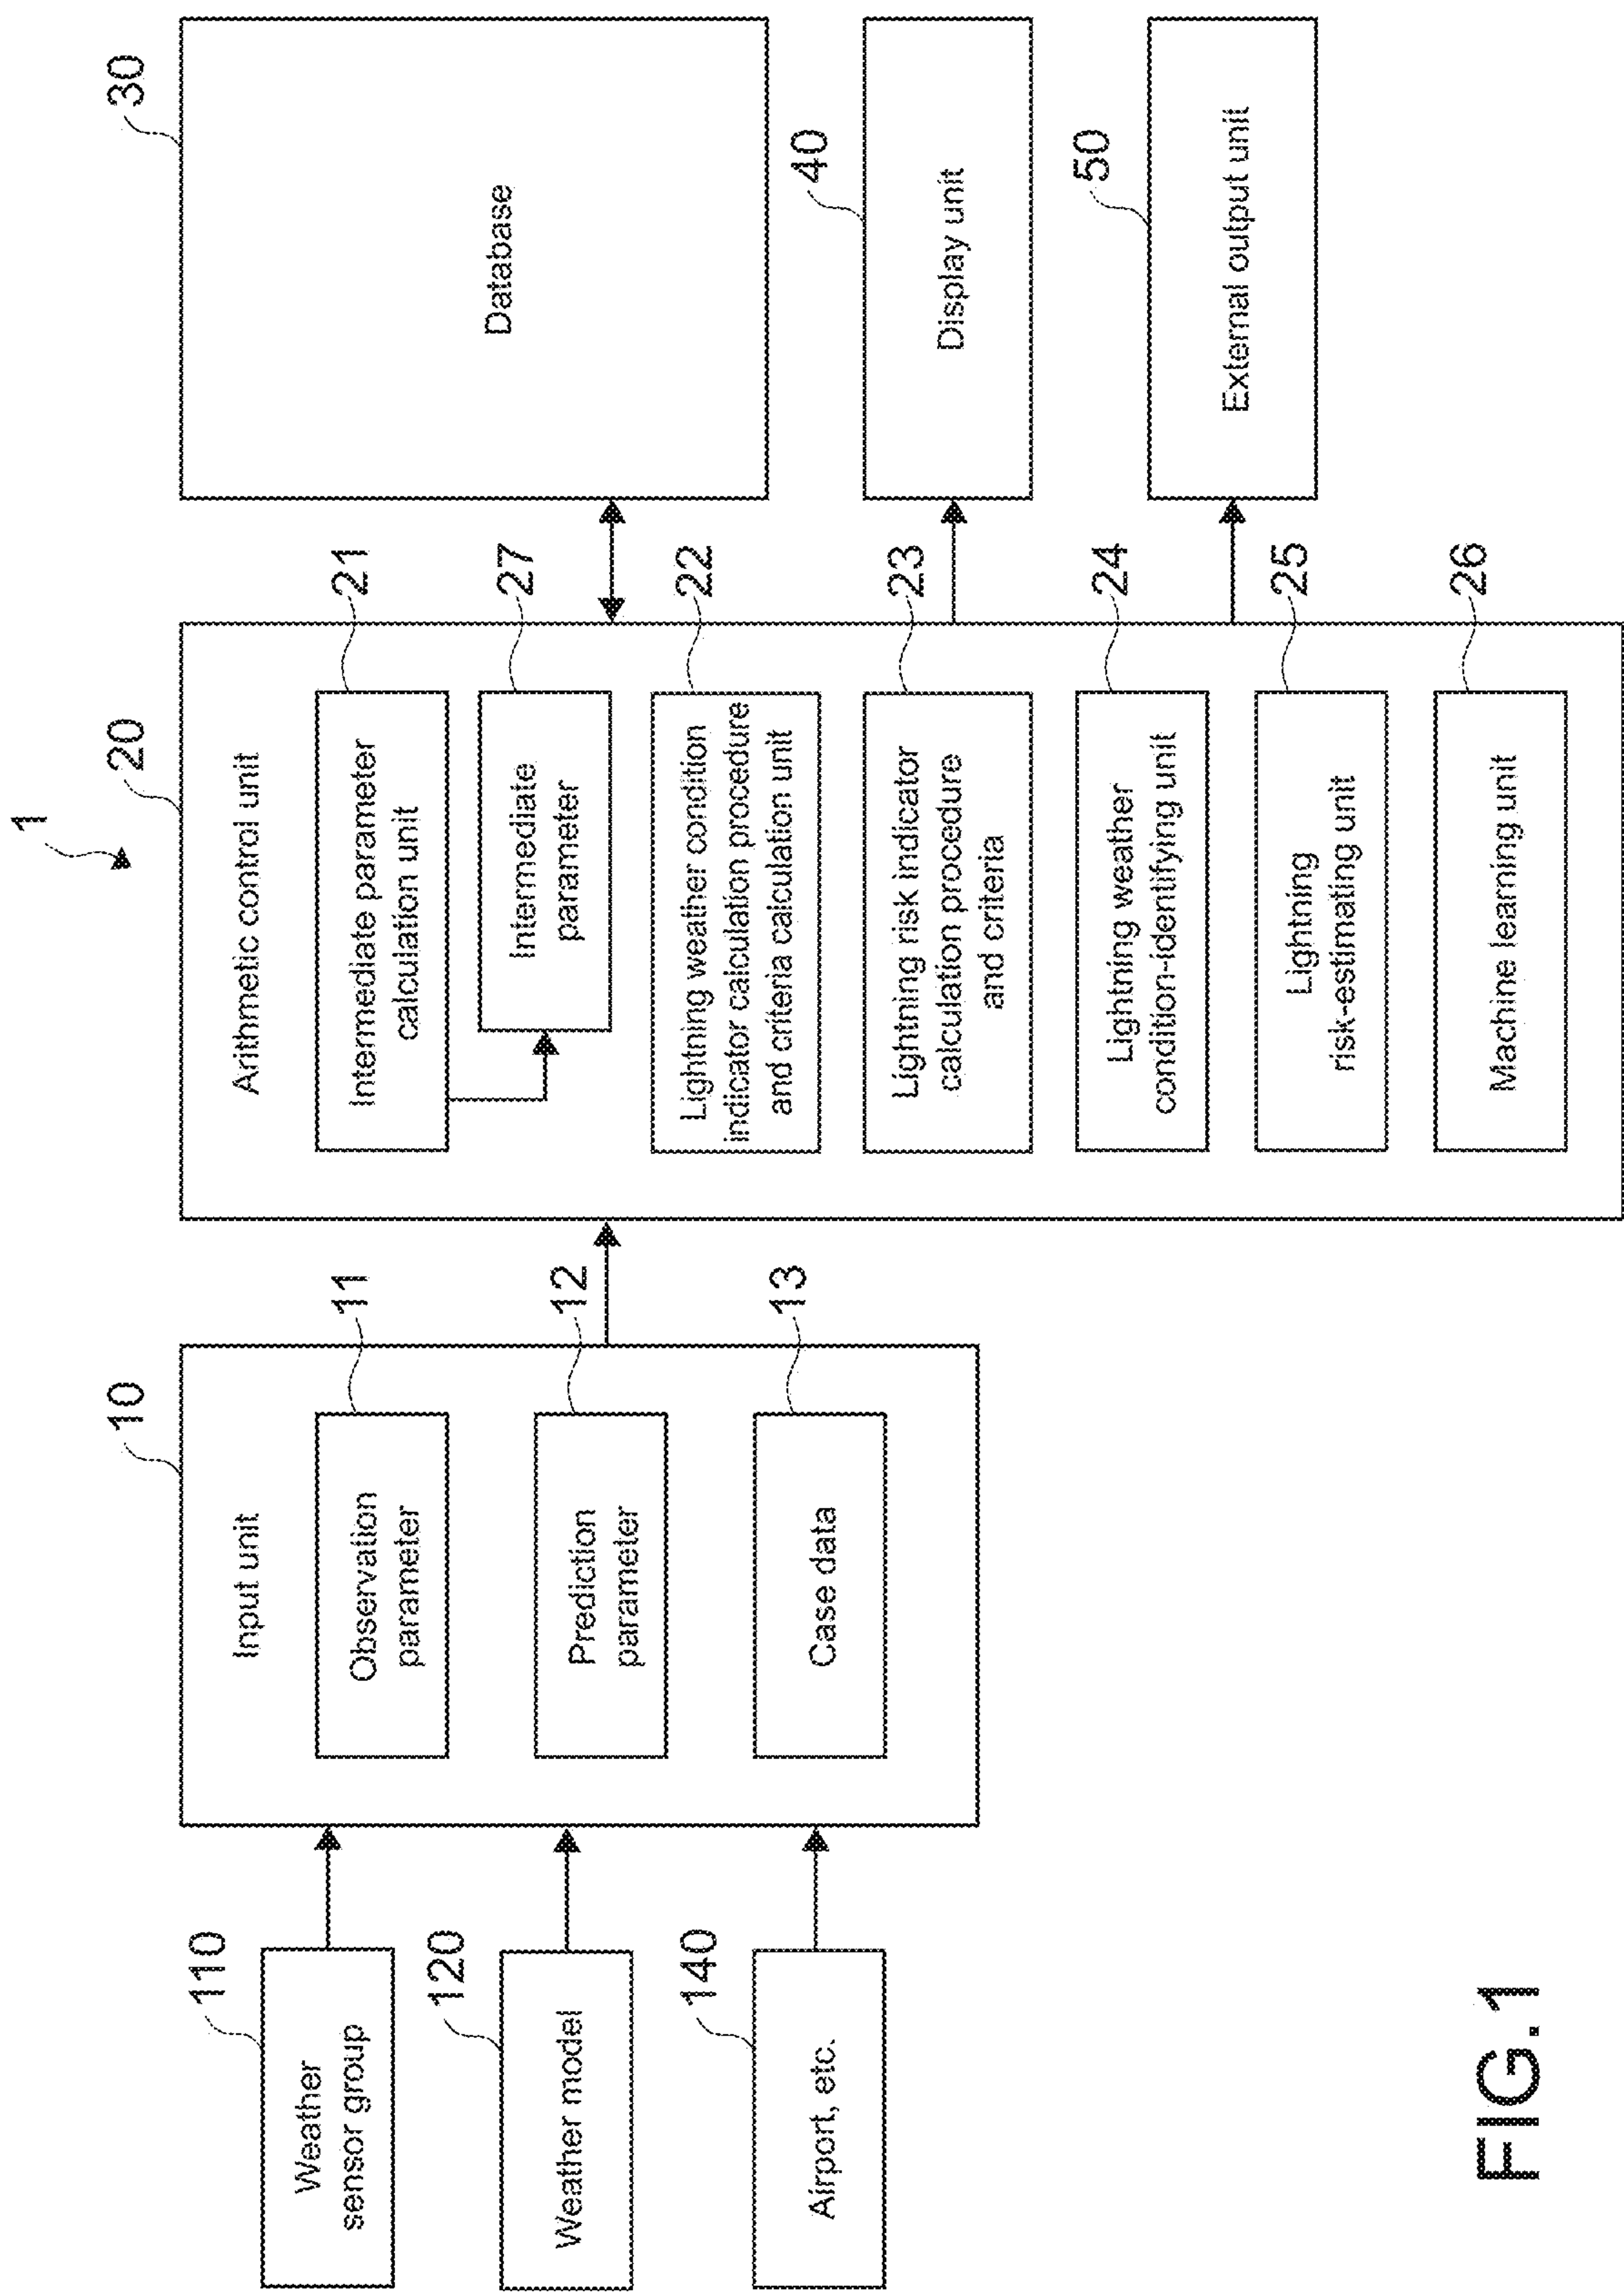 1
110
Weather
sensor group
120
Weather model
140
Airport, etc.
10
Input unit
11
Observation
parameter
12
Prediction
parameter
13
Case data
20
Arithmetic control unit
21
Intermediate parameter
calculation unit
27
Intermediate
parameter
22
Lightning weather condition
indicator calculation procedure
and criteria calculation unit
23
Lightning risk indicator
calculation procedure
and criteria
24
Lightning weather
condition-identifying unit
25
Lightning
risk-estimating unit
26
Machine learning unit
30
Database
40
Display unit
50
External output unit
FIG.1